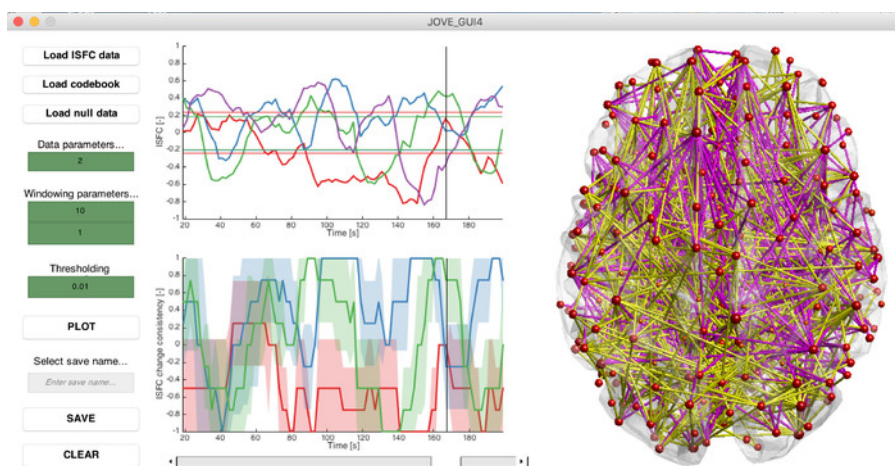 JOVE_GUI4
Load ISFC data
Load codebook
Load null data
Data parameters...
2
Windowing parameters...
10
1
Thresholding
0.01
PLOT
Select save name...
Enter save name...
SAVE
CLEAR
1
0.8
0.6
0.4
0.2
0
-0.2
-0.4
-0.6
-0.8
-1
ISFC [-]
20 40 60 80 100 120 140 160 180
Time [s]
1
0.8
0.6
0.4
0.2
0
-0.2
-0.4
-0.6
-0.8
-1
ISFC change consistency [-]
20 40 60 80 100 120 140 160 180
Time [s]